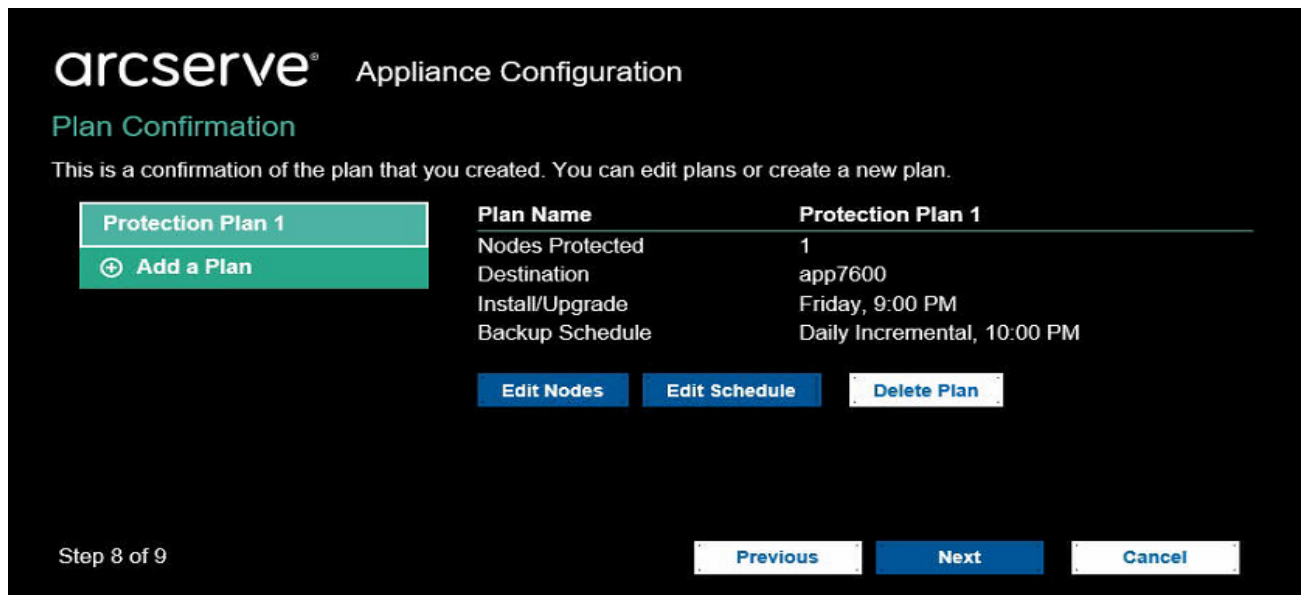 arcserve® Appliance Configuration
Plan Confirmation
This is a confirmation of the plan that you created. You can edit plans or create a new plan.
Protection Plan 1
Add a Plan
Plan Name Protection Plan 1
Nodes Protected 1
Destination app7600
Install/Upgrade Friday, 9:00 PM
Backup Schedule Daily Incremental, 10:00 PM
Edit Nodes Edit Schedule Delete Plan
Step 8 of 9 Previous Next Cancel